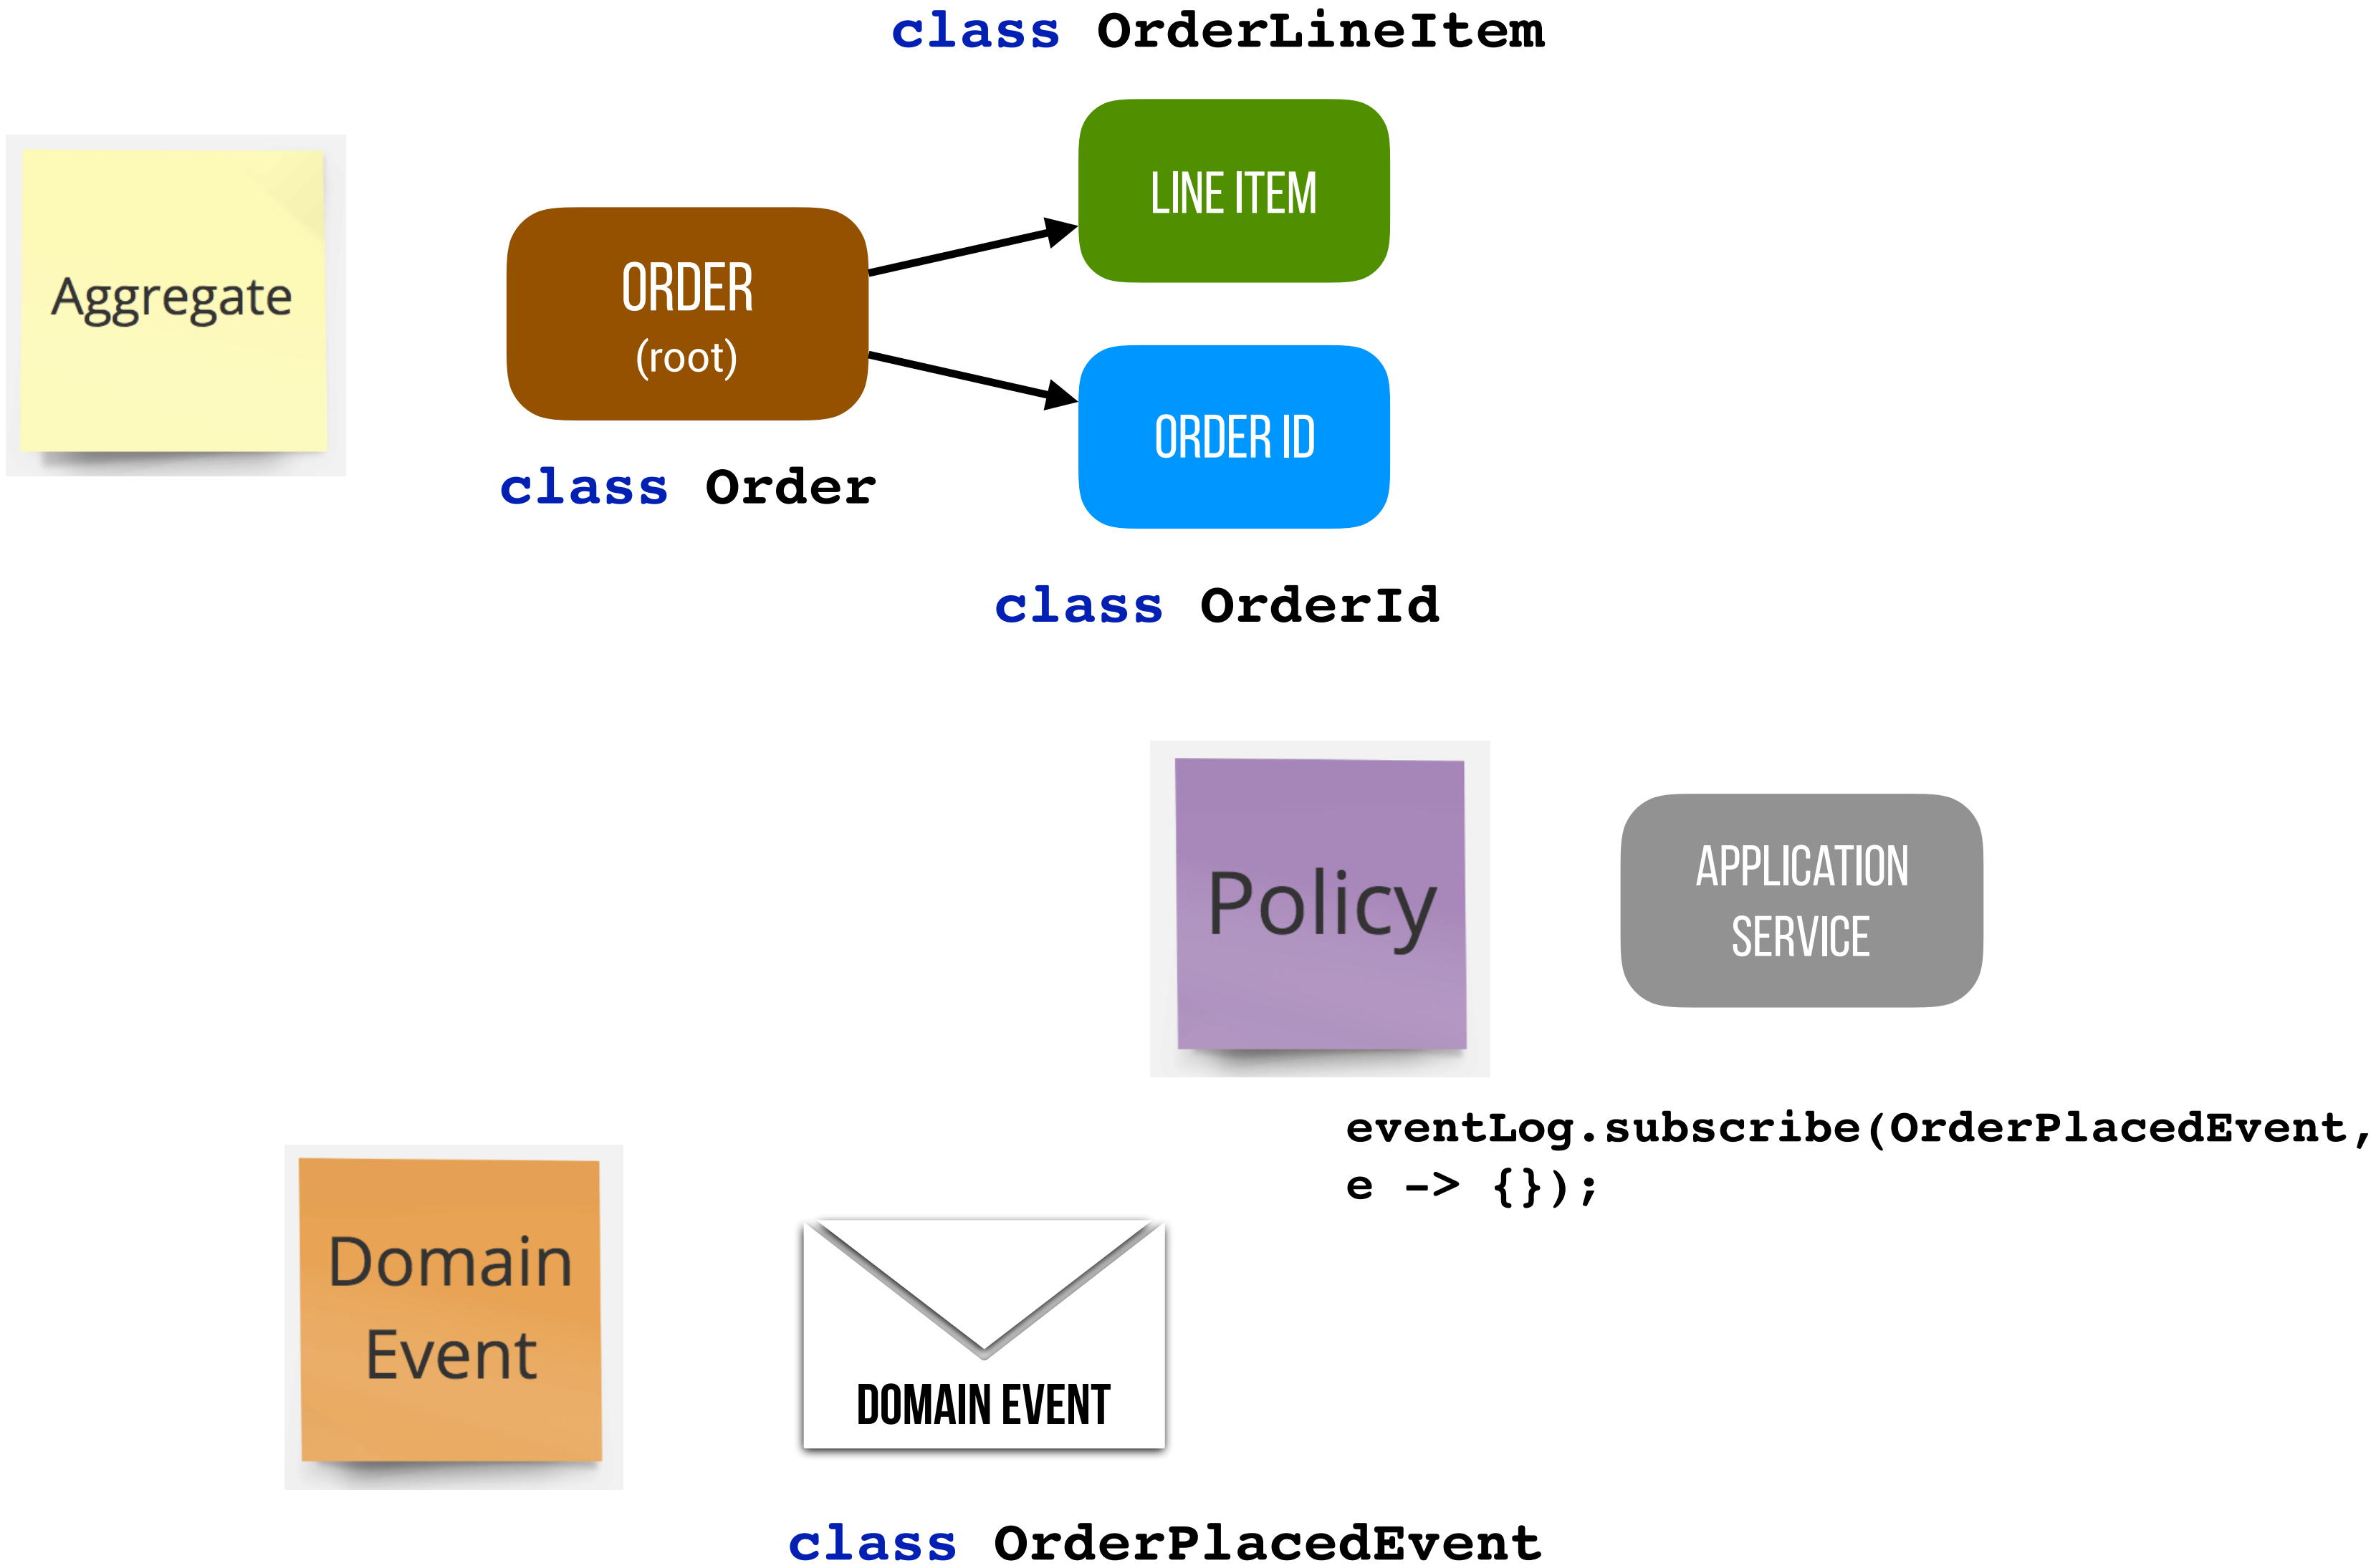 class OrderLineItem
Aggregate
LINE ITEM
ORDER
(root)
ORDER ID
class Order
class OrderId
Policy
APPLICATION
SERVICE
eventLog.subscribe(OrderPlacedEvent,
e -> {});
Domain
Event
DOMAIN EVENT
class OrderPlacedEvent